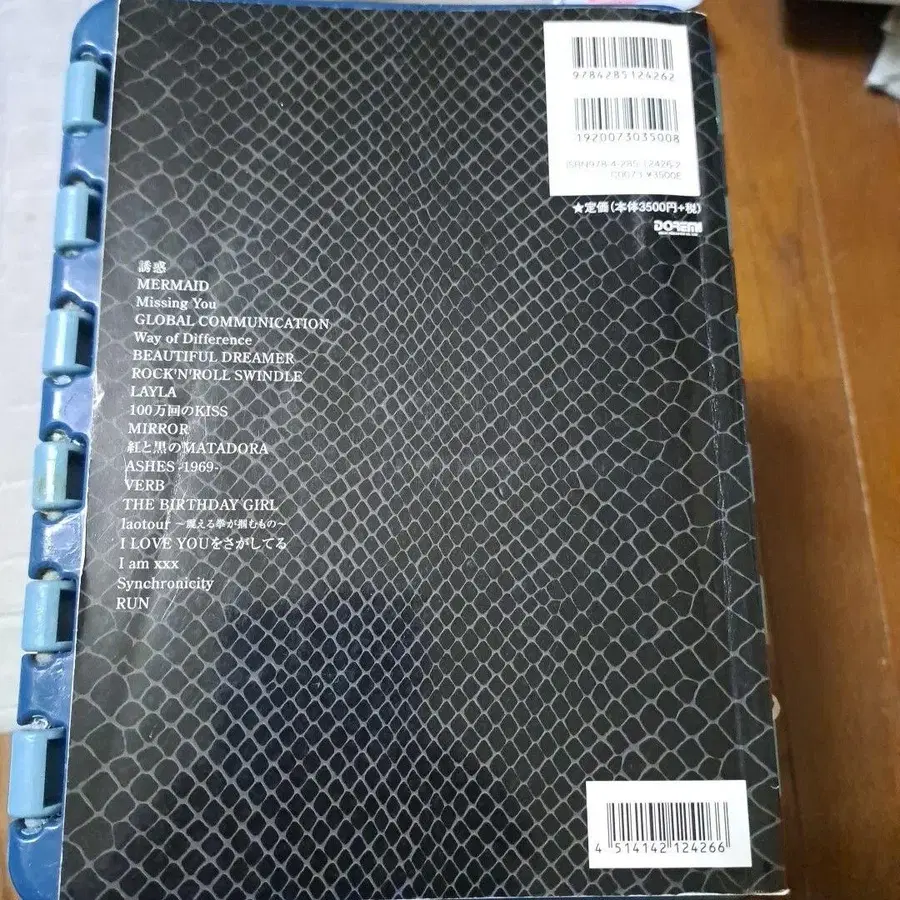 9784285124262
1920073035008
ISBN978-4-285-12426-2
C0073 ¥3500E
★定価(本体3500円+税)
DOREMI
誘惑
MERMAID
Missing You
GLOBAL COMMUNICATION
Way of Difference
BEAUTIFUL DREAMER
ROCK'N'ROLL SWINDLE
LAYLA
100万回のKISS
MIRROR
紅と黒のMATADORA
ASHES -1969-
VERB
THE BIRTHDAY GIRL
laotour ～震える拳が掴むもの～
I LOVE YOUをさがしてる
I am xxx
Synchronicity
RUN
4 514142 124266